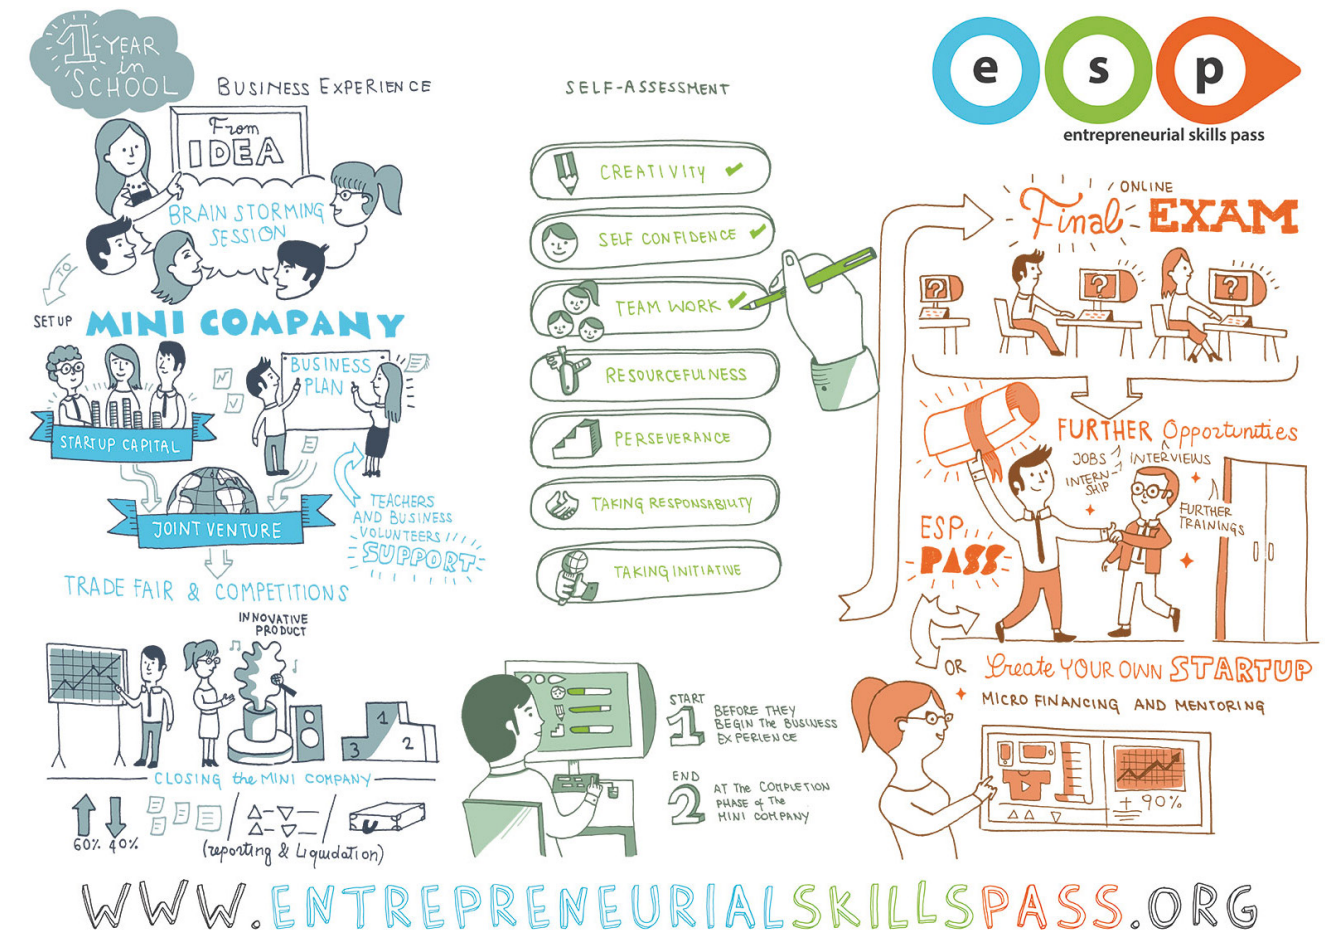 1 YEAR
in
SCHOOL
BUSINESS EXPERIENCE
From
IDEA
BRAIN STORMING
SESSION
TO
SET UP MINI COMPANY
BUSINESS
PLAN
STARTUP CAPITAL
JOINT VENTURE
TEACHERS
AND BUSINESS
VOLUNTEERS
SUPPORT
TRADE FAIR & COMPETITIONS
INNOVATIVE
PRODUCT
1
2
3
CLOSING the MINI COMPANY
60% 40%
(reporting & Liquidation)
SELF-ASSESSMENT
CREATIVITY
SELF CONFIDENCE
TEAM WORK
RESOURCEFULNESS
PERSEVERANCE
TAKING RESPONSABILITY
TAKING INITIATIVE
START
1
BEFORE THEY
BEGIN The BUSINESS
EXPERIENCE
END
2
AT THE COMPLETION
PHASE of The
MINI COMPANY
e s p
entrepreneurial skills pass
ONLINE
Final EXAM
? ? ?
FURTHER Opportunities
JOBS
INTERVIEWS
INTERN-
SHIP
FURTHER
TRAININGS
ESP
PASS
OR Create YOUR OWN STARTUP
MICRO FINANCING AND MENTORING
+ 90%
WWW.ENTREPRENEURIALSKILLSPASS.ORG